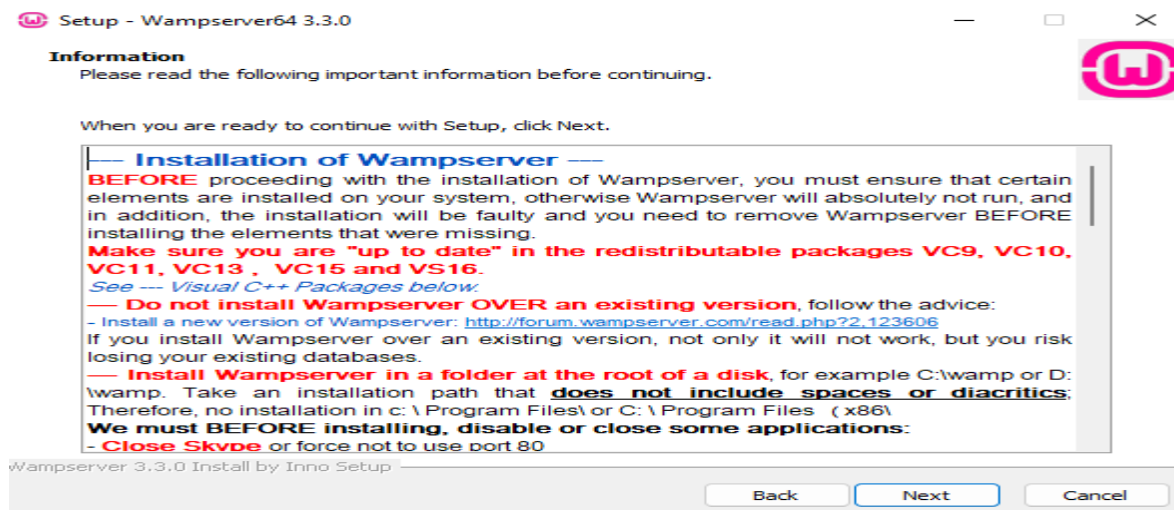 Setup - Wampserver64 3.3.0
Information
Please read the following important information before continuing.
When you are ready to continue with Setup, click Next.
--- Installation of Wampserver ---
BEFORE proceeding with the installation of Wampserver, you must ensure that certain
elements are installed on your system, otherwise Wampserver will absolutely not run, and
in addition, the installation will be faulty and you need to remove Wampserver BEFORE
installing the elements that were missing.
Make sure you are "up to date" in the redistributable packages VC9, VC10,
VC11, VC13 , VC15 and VS16.
See --- Visual C++ Packages below.
— Do not install Wampserver OVER an existing version, follow the advice:
- Install a new version of Wampserver: http://forum.wampserver.com/read.php?2,123606
If you install Wampserver over an existing version, not only it will not work, but you risk
losing your existing databases.
— Install Wampserver in a folder at the root of a disk, for example C:\wamp or D:
\wamp. Take an installation path that does not include spaces or diacritics;
Therefore, no installation in c: \ Program Files\ or C: \ Program Files (x86\
We must BEFORE installing, disable or close some applications:
- Close Skype or force not to use port 80
Wampserver 3.3.0 Install by Inno Setup
Back Next Cancel